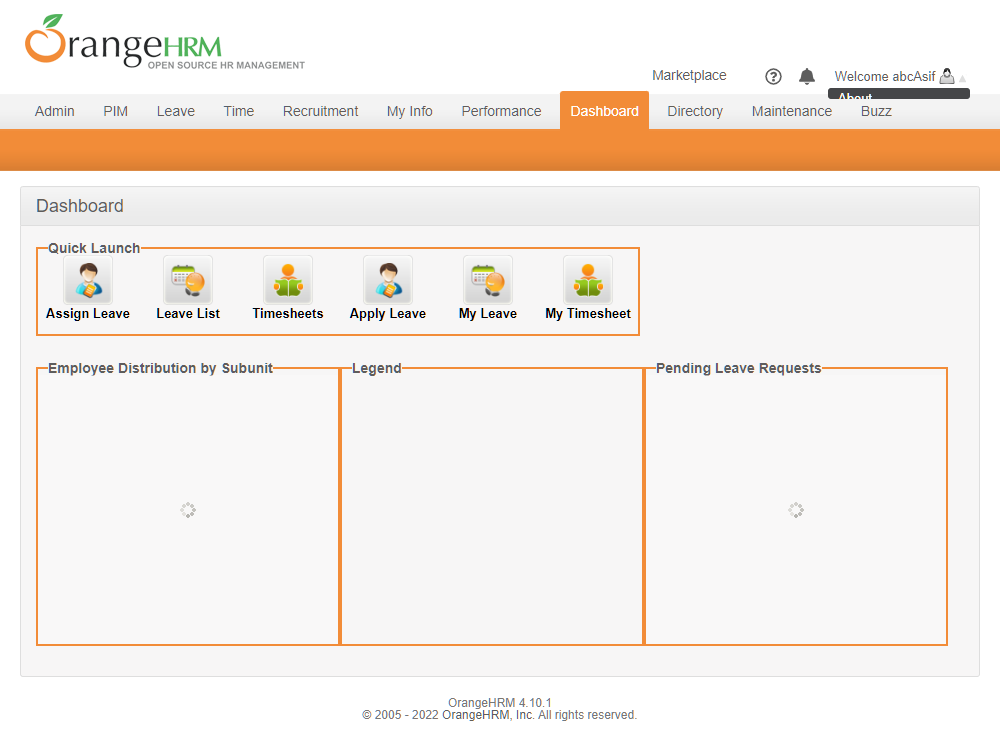 OrangeHRM
OPEN SOURCE HR MANAGEMENT
Marketplace
?
Welcome abcAsif
About
Admin PIM Leave Time Recruitment My Info Performance Dashboard Directory Maintenance Buzz
Dashboard
Quick Launch
Assign Leave Leave List Timesheets Apply Leave My Leave My Timesheet
Employee Distribution by Subunit Legend Pending Leave Requests
OrangeHRM 4.10.1
© 2005 - 2022 OrangeHRM, Inc. All rights reserved.